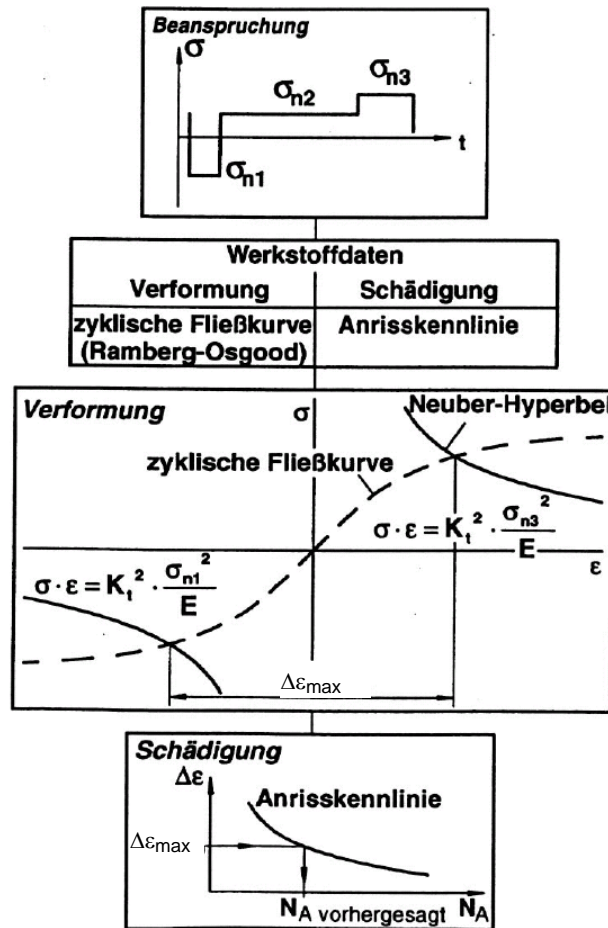 Beanspruchung
σ
σn3
σn2
t
σn1
Werkstoffdaten
Verformung Schädigung
zyklische Fließkurve Anrisskennlinie
(Ramberg-Osgood)
Verformung σ Neuber-Hyperbel
zyklische Fließkurve
σ · ε = Kt² · σn3² / E
ε
σ · ε = Kt² · σn1² / E
Δεmax
Schädigung
Δε
Anrisskennlinie
Δεmax
NA vorhergesagt NA